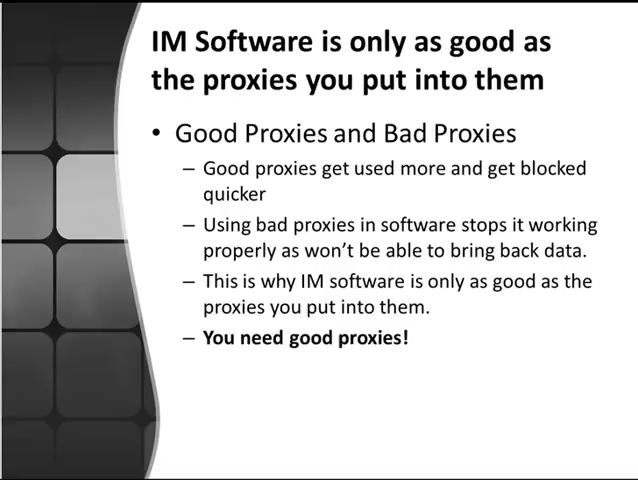 IM Software is only as good as
the proxies you put into them
• Good Proxies and Bad Proxies
– Good proxies get used more and get blocked
quicker
– Using bad proxies in software stops it working
properly as won't be able to bring back data.
– This is why IM software is only as good as the
proxies you put into them.
– You need good proxies!